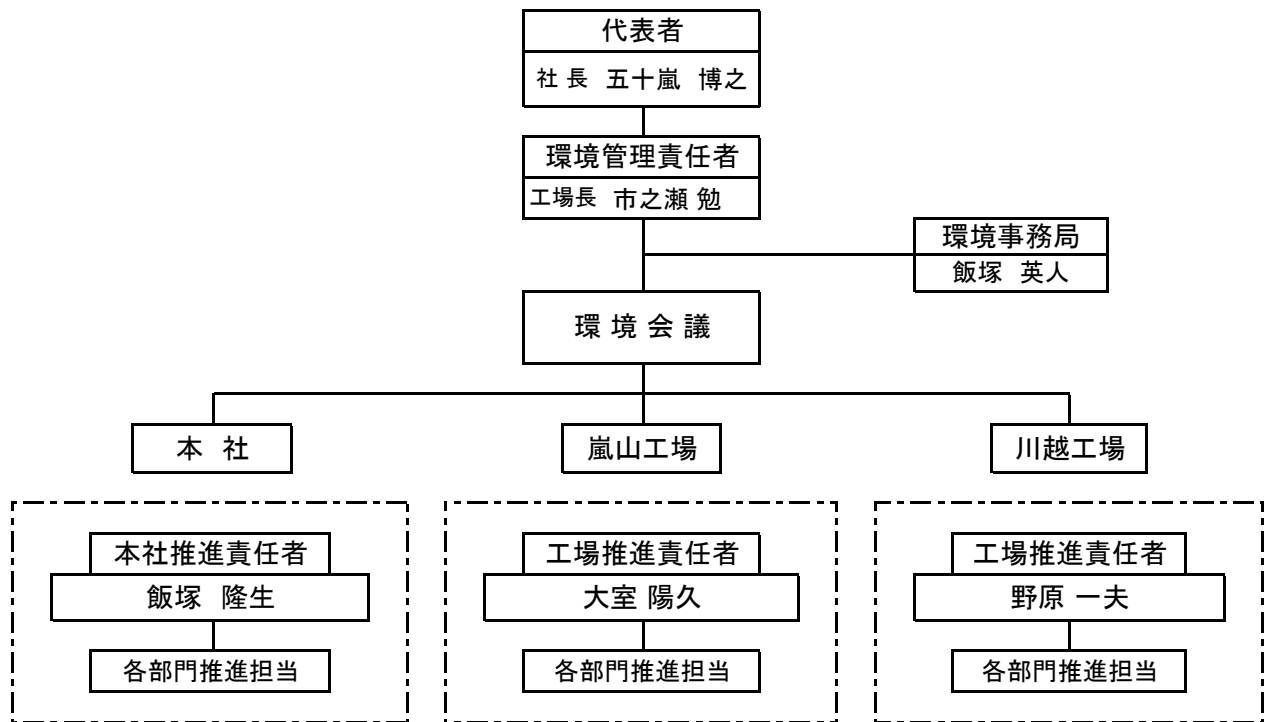 代表者
社 長 五十嵐 博之
環境管理責任者
工場長 市之瀬 勉
環境事務局
飯塚 英人
環 境 会 議
本 社
嵐山工場
川越工場
本社推進責任者
飯塚 隆生
各部門推進担当
工場推進責任者
大室 陽久
各部門推進担当
工場推進責任者
野原 一夫
各部門推進担当